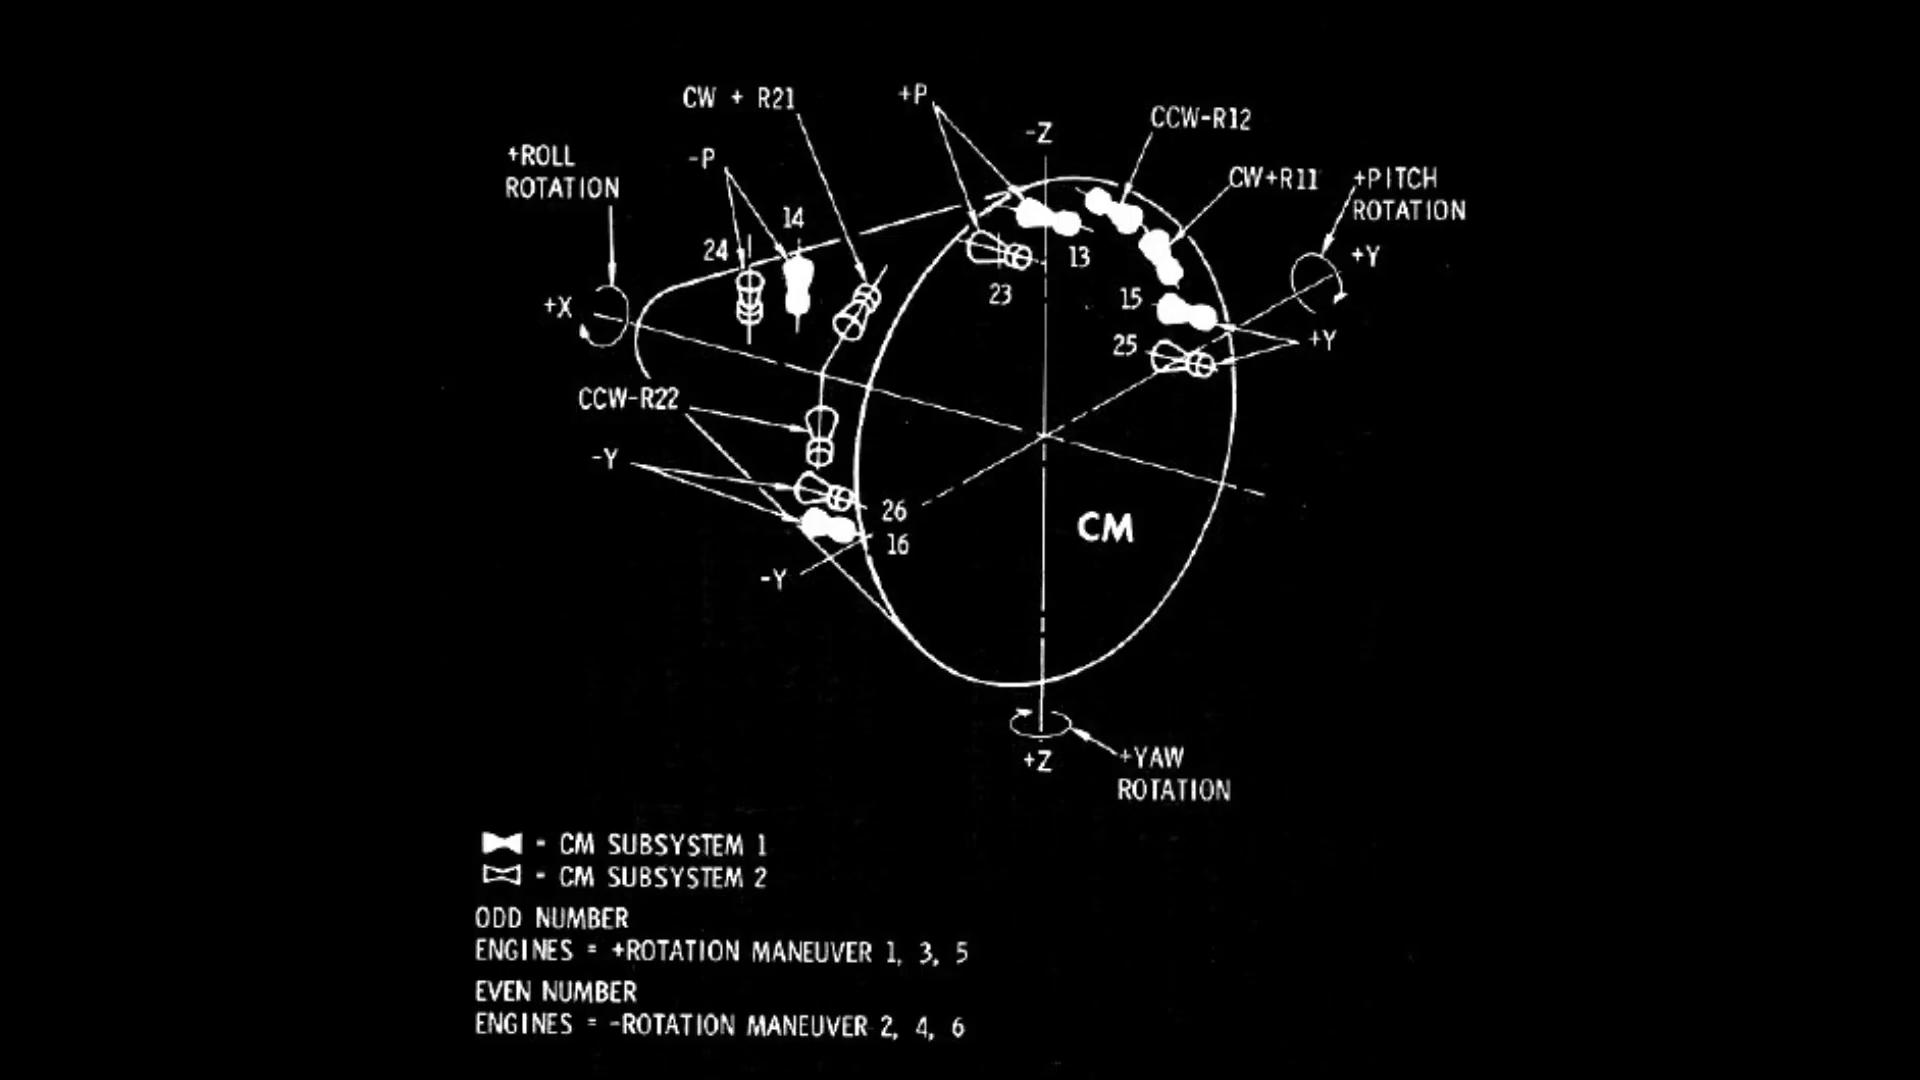 CW + R21
+P
CCW-R12
-Z
+ROLL
ROTATION
-P
CW+R11
+PITCH
ROTATION
14
24
13
+Y
23
15
+X
25
+Y
CCW-R22
-Y
26
16
CM
-Y
+Z
+YAW
ROTATION
- CM SUBSYSTEM 1
- CM SUBSYSTEM 2
ODD NUMBER
ENGINES = +ROTATION MANEUVER 1, 3, 5
EVEN NUMBER
ENGINES = -ROTATION MANEUVER 2, 4, 6